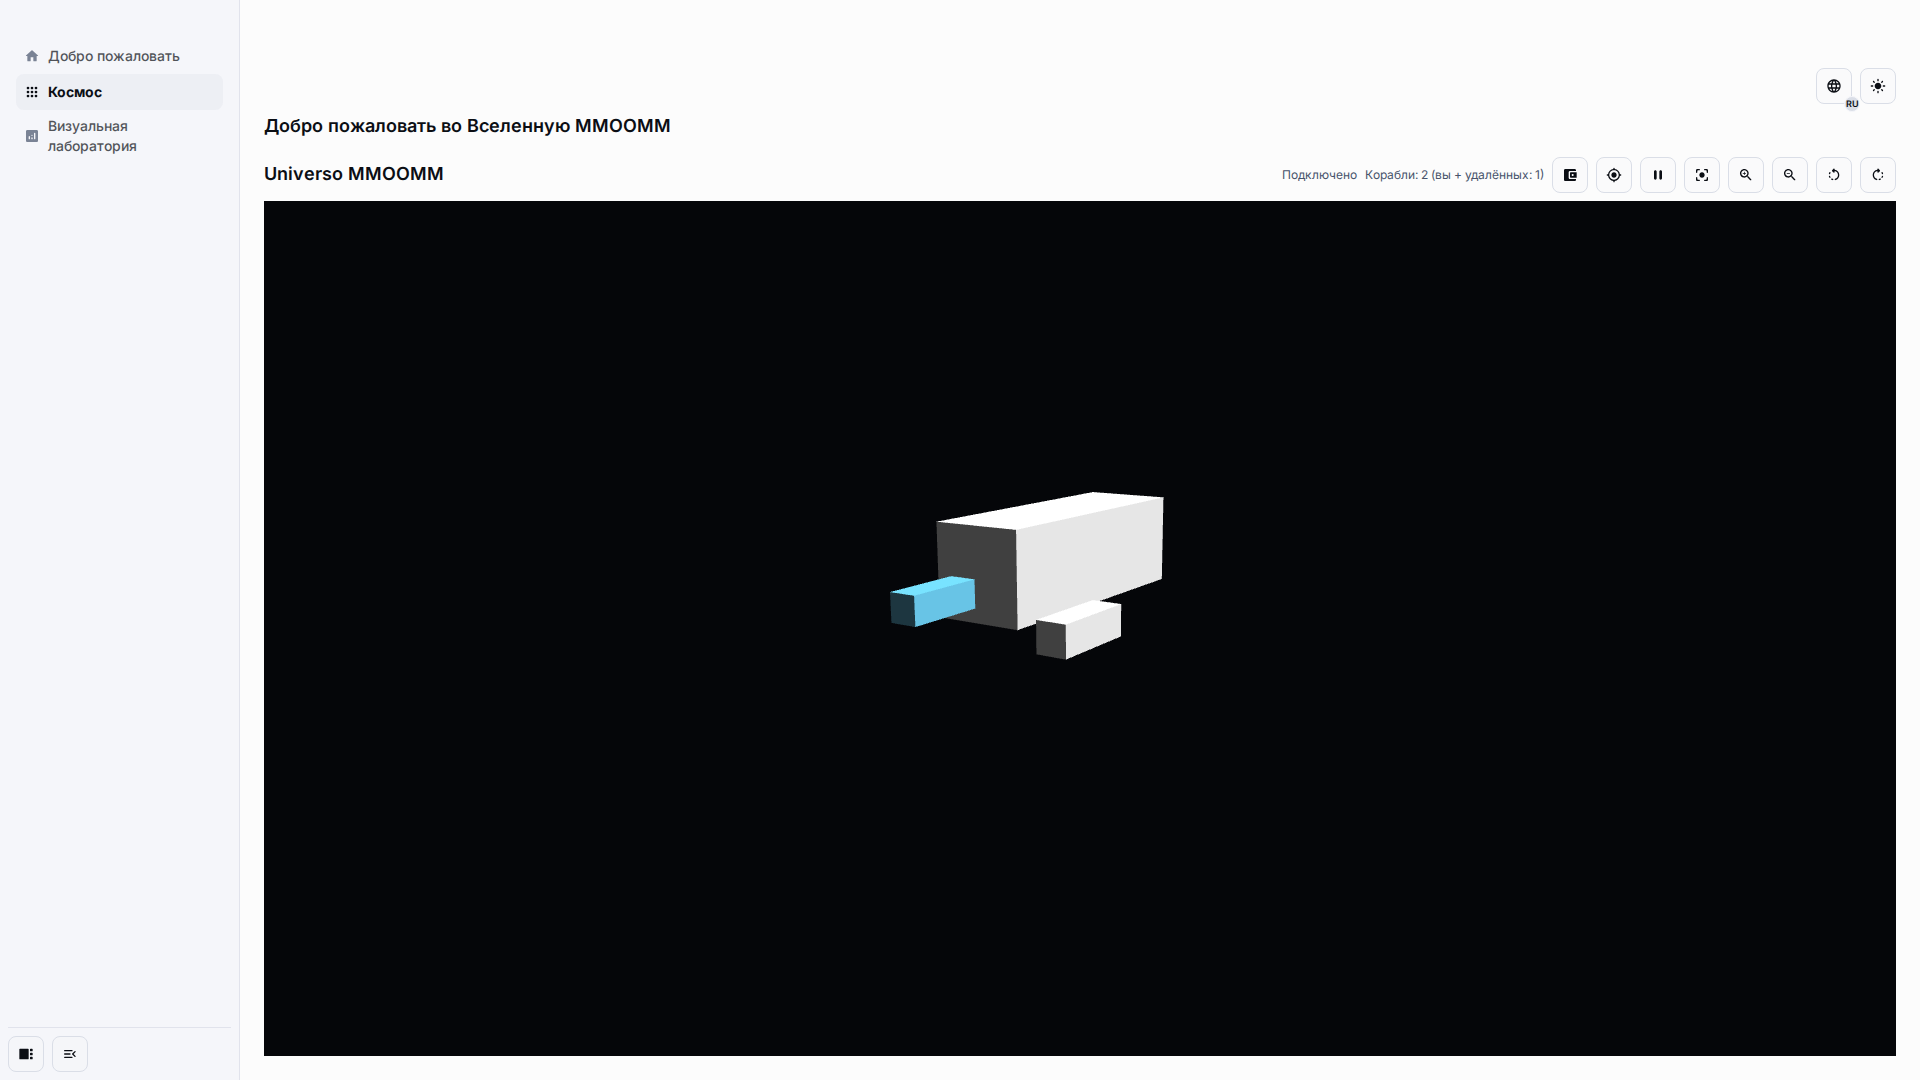 Добро пожаловать
Космос
Визуальная
лаборатория
RU
Добро пожаловать во Вселенную MMOOMM
Universo MMOOMM
Подключено Корабли: 2 (вы + удалённых: 1)